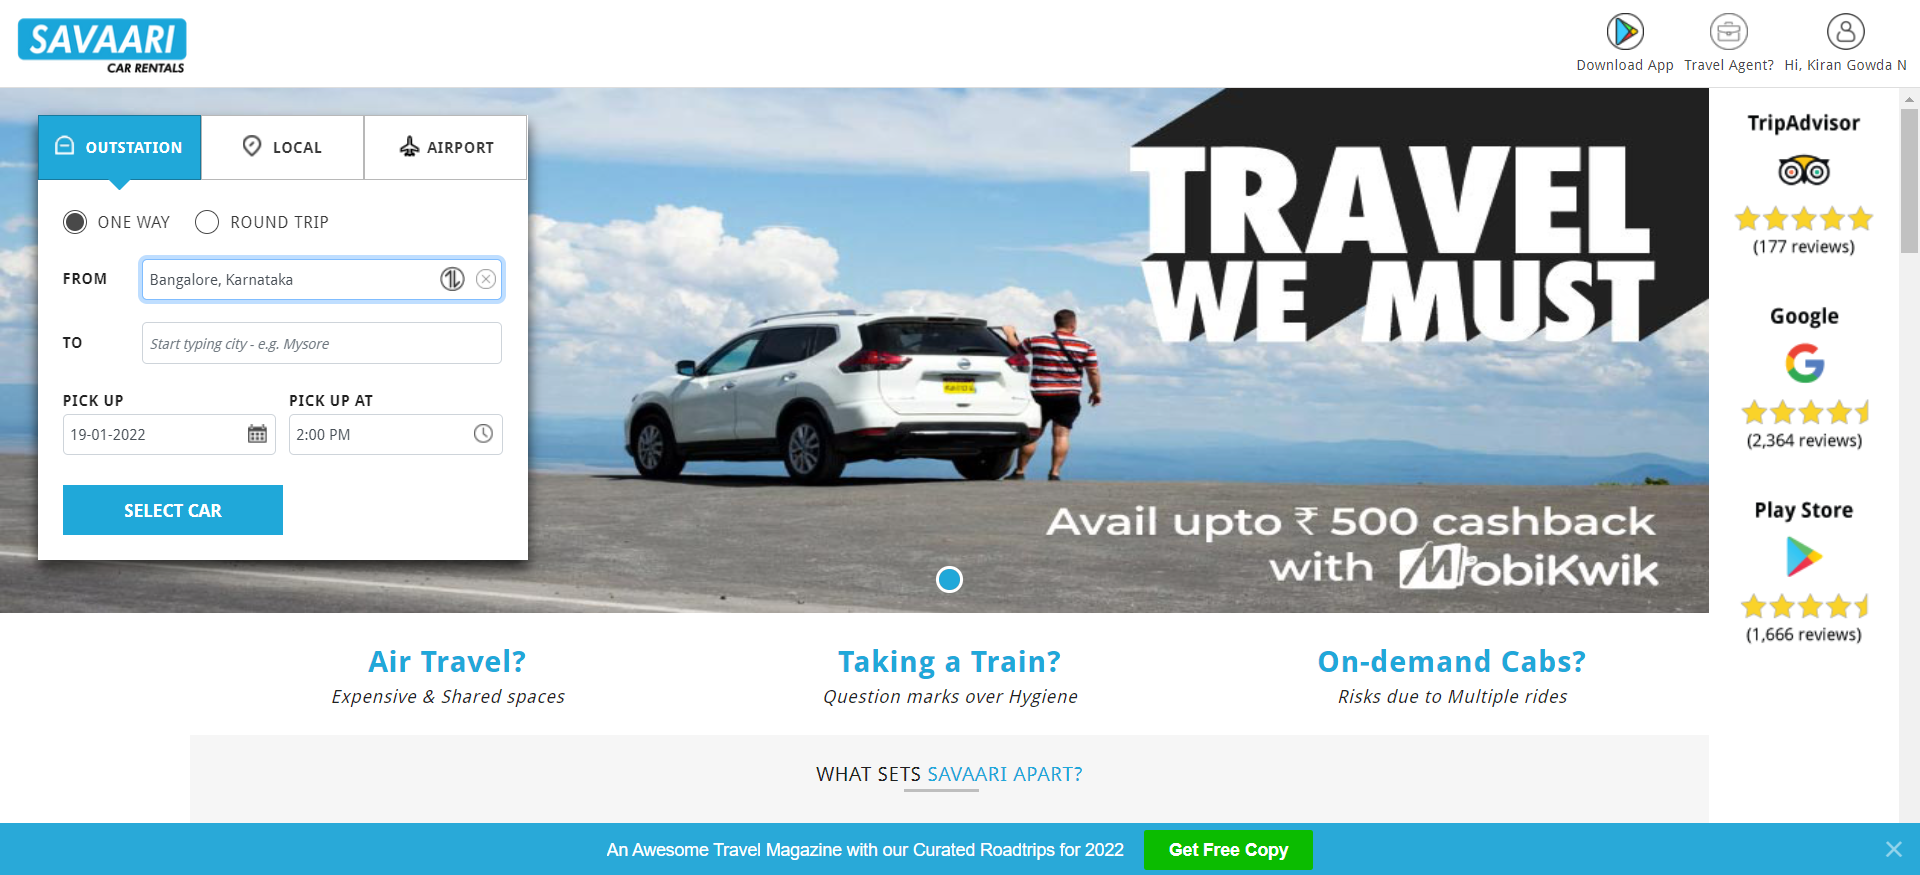 SAVAARI
CAR RENTALS
Download App
Travel Agent?
Hi, Kiran Gowda N
OUTSTATION
LOCAL
AIRPORT
ONE WAY
ROUND TRIP
FROM
Bangalore, Karnataka
TO
Start typing city - e.g. Mysore
PICK UP
PICK UP AT
19-01-2022
2:00 PM
SELECT CAR
TRAVEL
WE MUST
Avail upto ₹ 500 cashback
with MobiKwik
TripAdvisor
(177 reviews)
Google
(2,364 reviews)
Play Store
(1,666 reviews)
Air Travel?
Expensive & Shared spaces
Taking a Train?
Question marks over Hygiene
On-demand Cabs?
Risks due to Multiple rides
WHAT SETS SAVAARI APART?
An Awesome Travel Magazine with our Curated Roadtrips for 2022
Get Free Copy